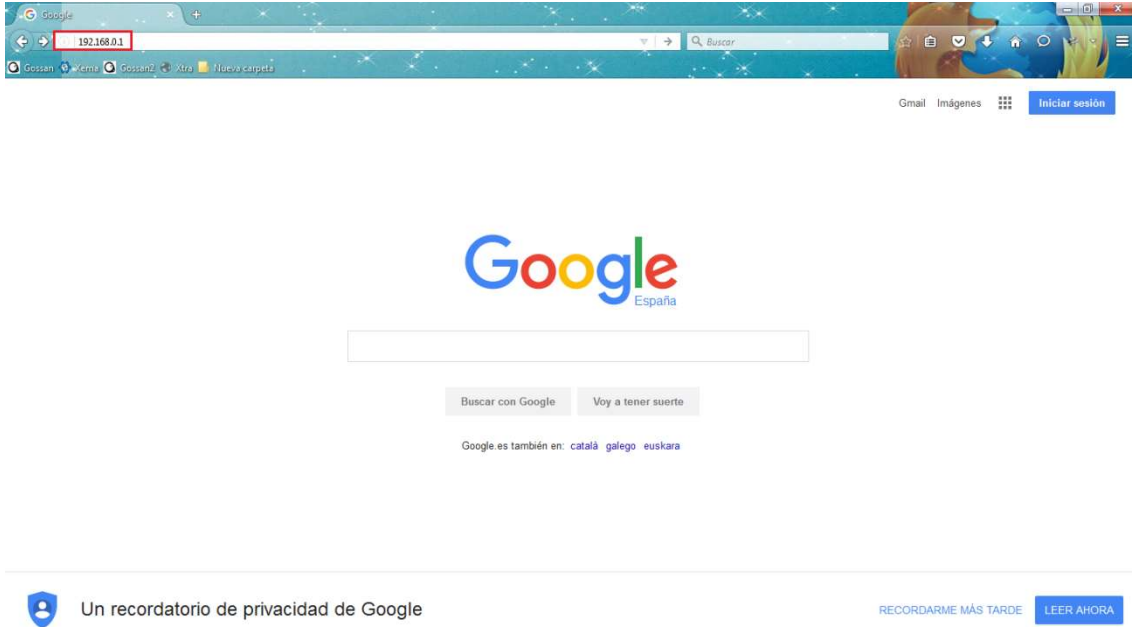 Google
192.168.0.1
Buscar
Gossan Xema Gossan2 Xtra Nueva carpeta
Gmail Imágenes Iniciar sesión
Google
España
Buscar con Google Voy a tener suerte
Google.es también en: català galego euskara
Un recordatorio de privacidad de Google RECORDARME MÁS TARDE LEER AHORA